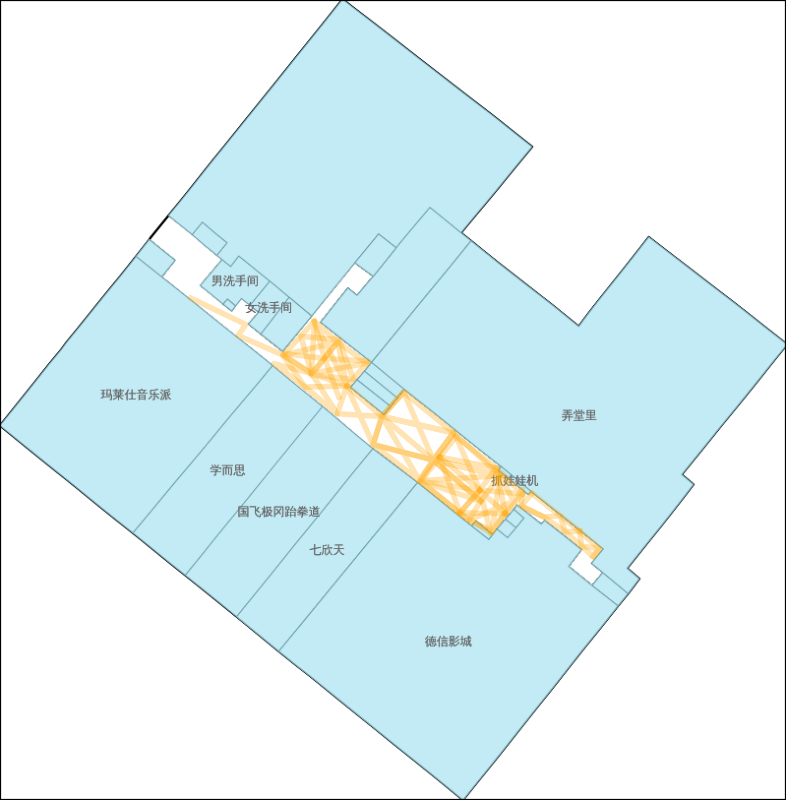 男洗手间
女洗手间
玛莱仕音乐派
弄堂里
学而思
抓娃娃机
国飞极冈跆拳道
七欣天
德信影城